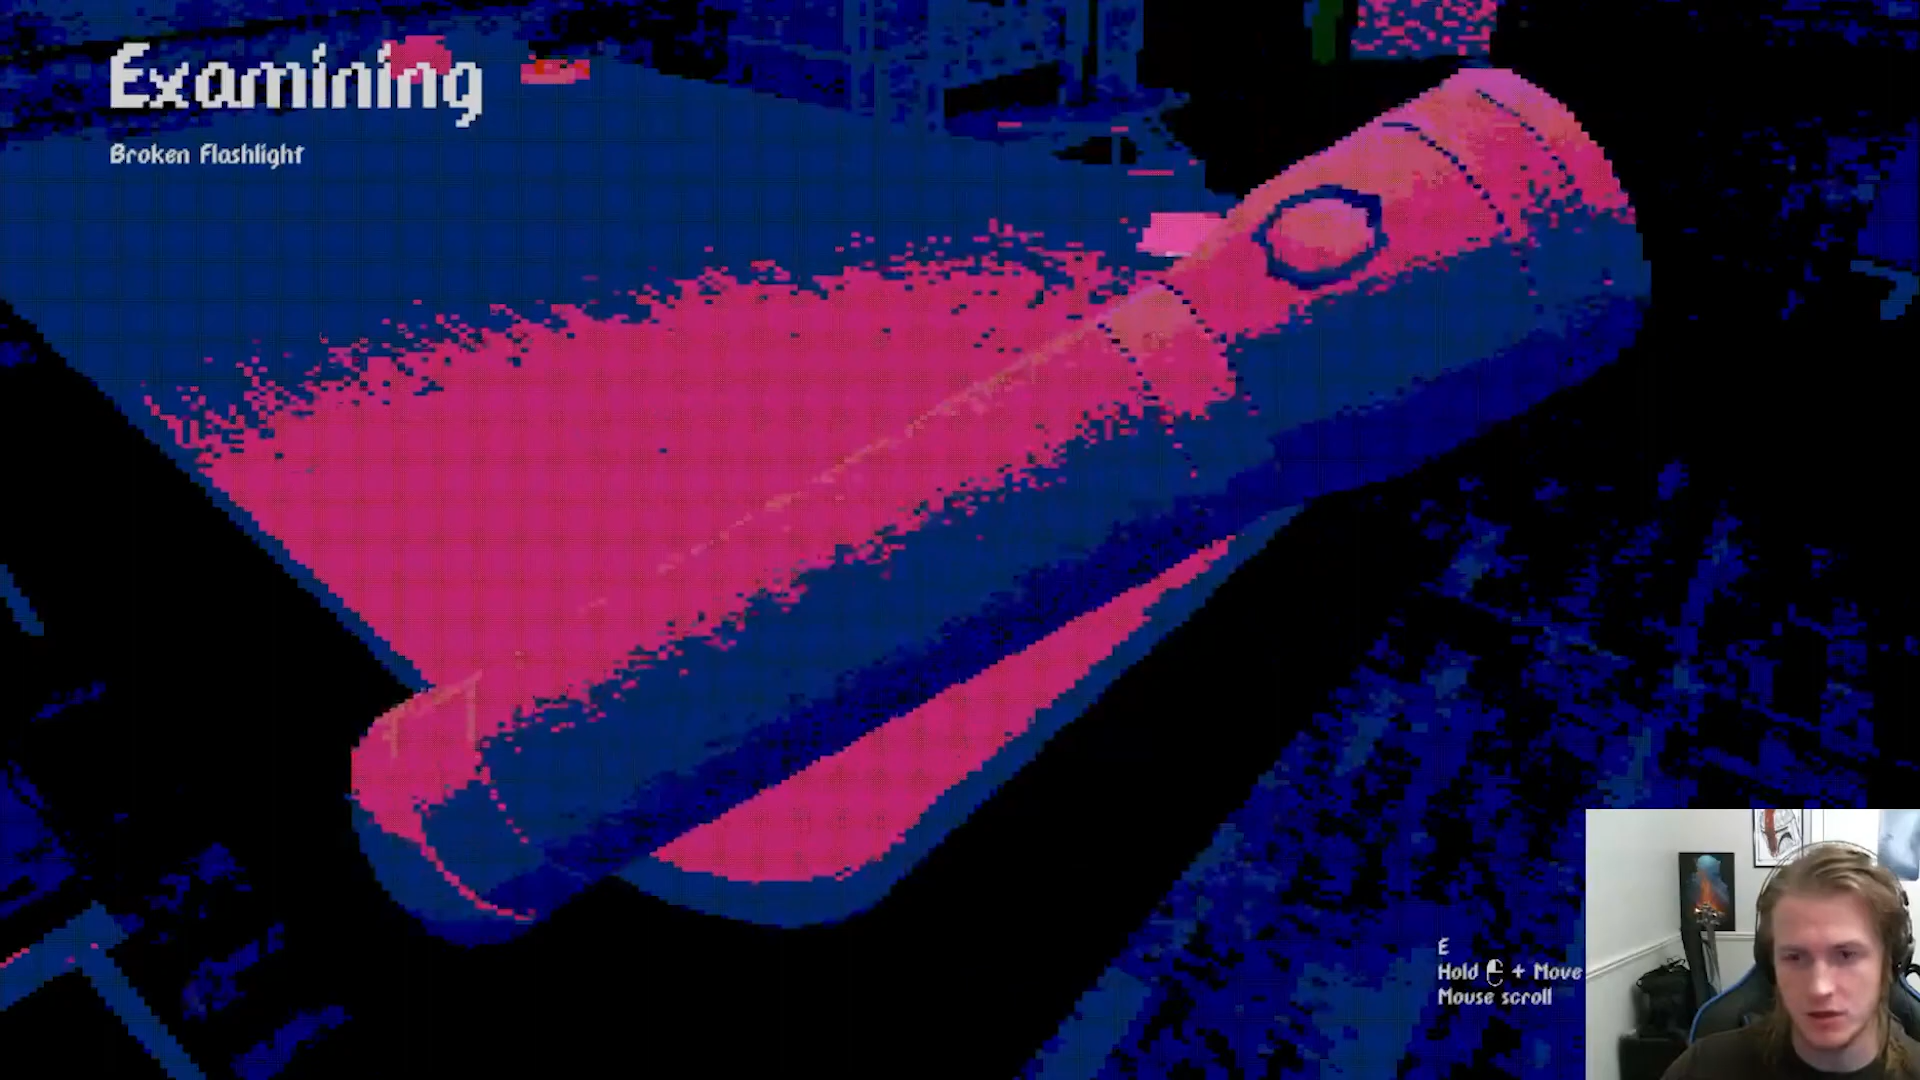 Examining
Broken Flashlight
E
Hold + Move
Mouse scroll